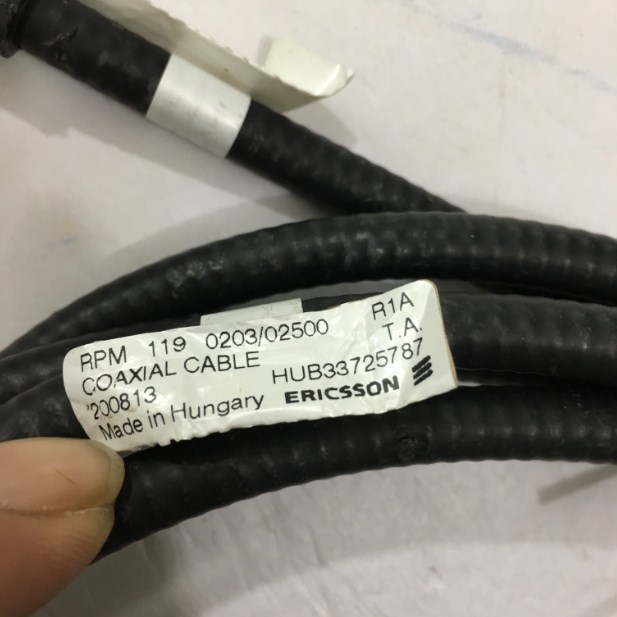 RPM 119 0203/02500 R1A
COAXIAL CABLE T.A.
'200813 HUB33725787
Made in Hungary ERICSSON